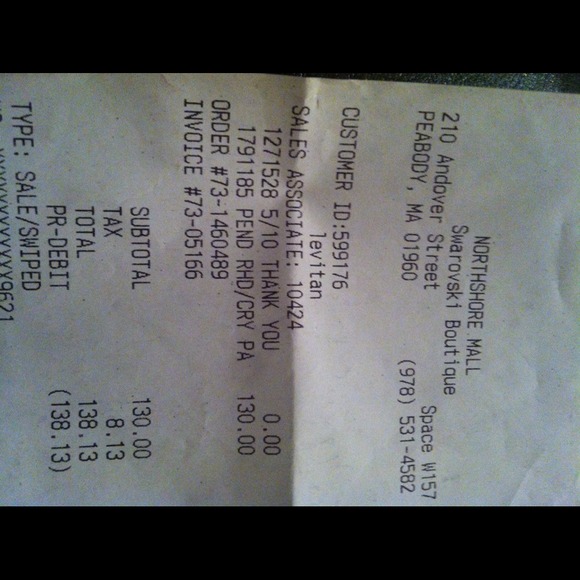 NORTHSHORE MALL
Swarovski Boutique
210 Andover Street Space W157
PEABODY, MA 01960 (978) 531-4582
CUSTOMER ID:599176
levitan
SALES ASSOCIATE: 10424
1271528 5/10 THANK YOU 0.00
1791185 PEND RHD/CRY PA 130.00
ORDER #73-1460489
INVOICE #73-05166
SUBTOTAL 130.00
TAX 8.13
TOTAL 138.13
PR-DEBIT (138.13)
TYPE: SALE/SWIPED
XXXXXXXXXXX9621